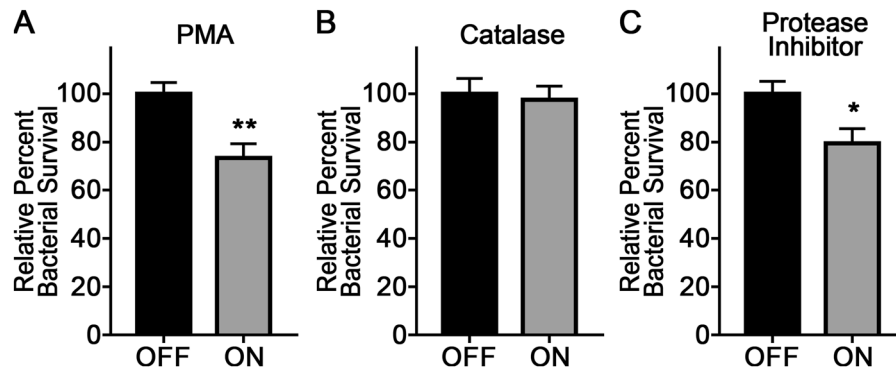 A
PMA
Relative Percent
Bacterial Survival
100
80
60
40
20
0
**
OFF
ON
B
Catalase
Relative Percent
Bacterial Survival
100
80
60
40
20
0
OFF
ON
C
Protease
Inhibitor
Relative Percent
Bacterial Survival
100
80
60
40
20
0
*
OFF
ON